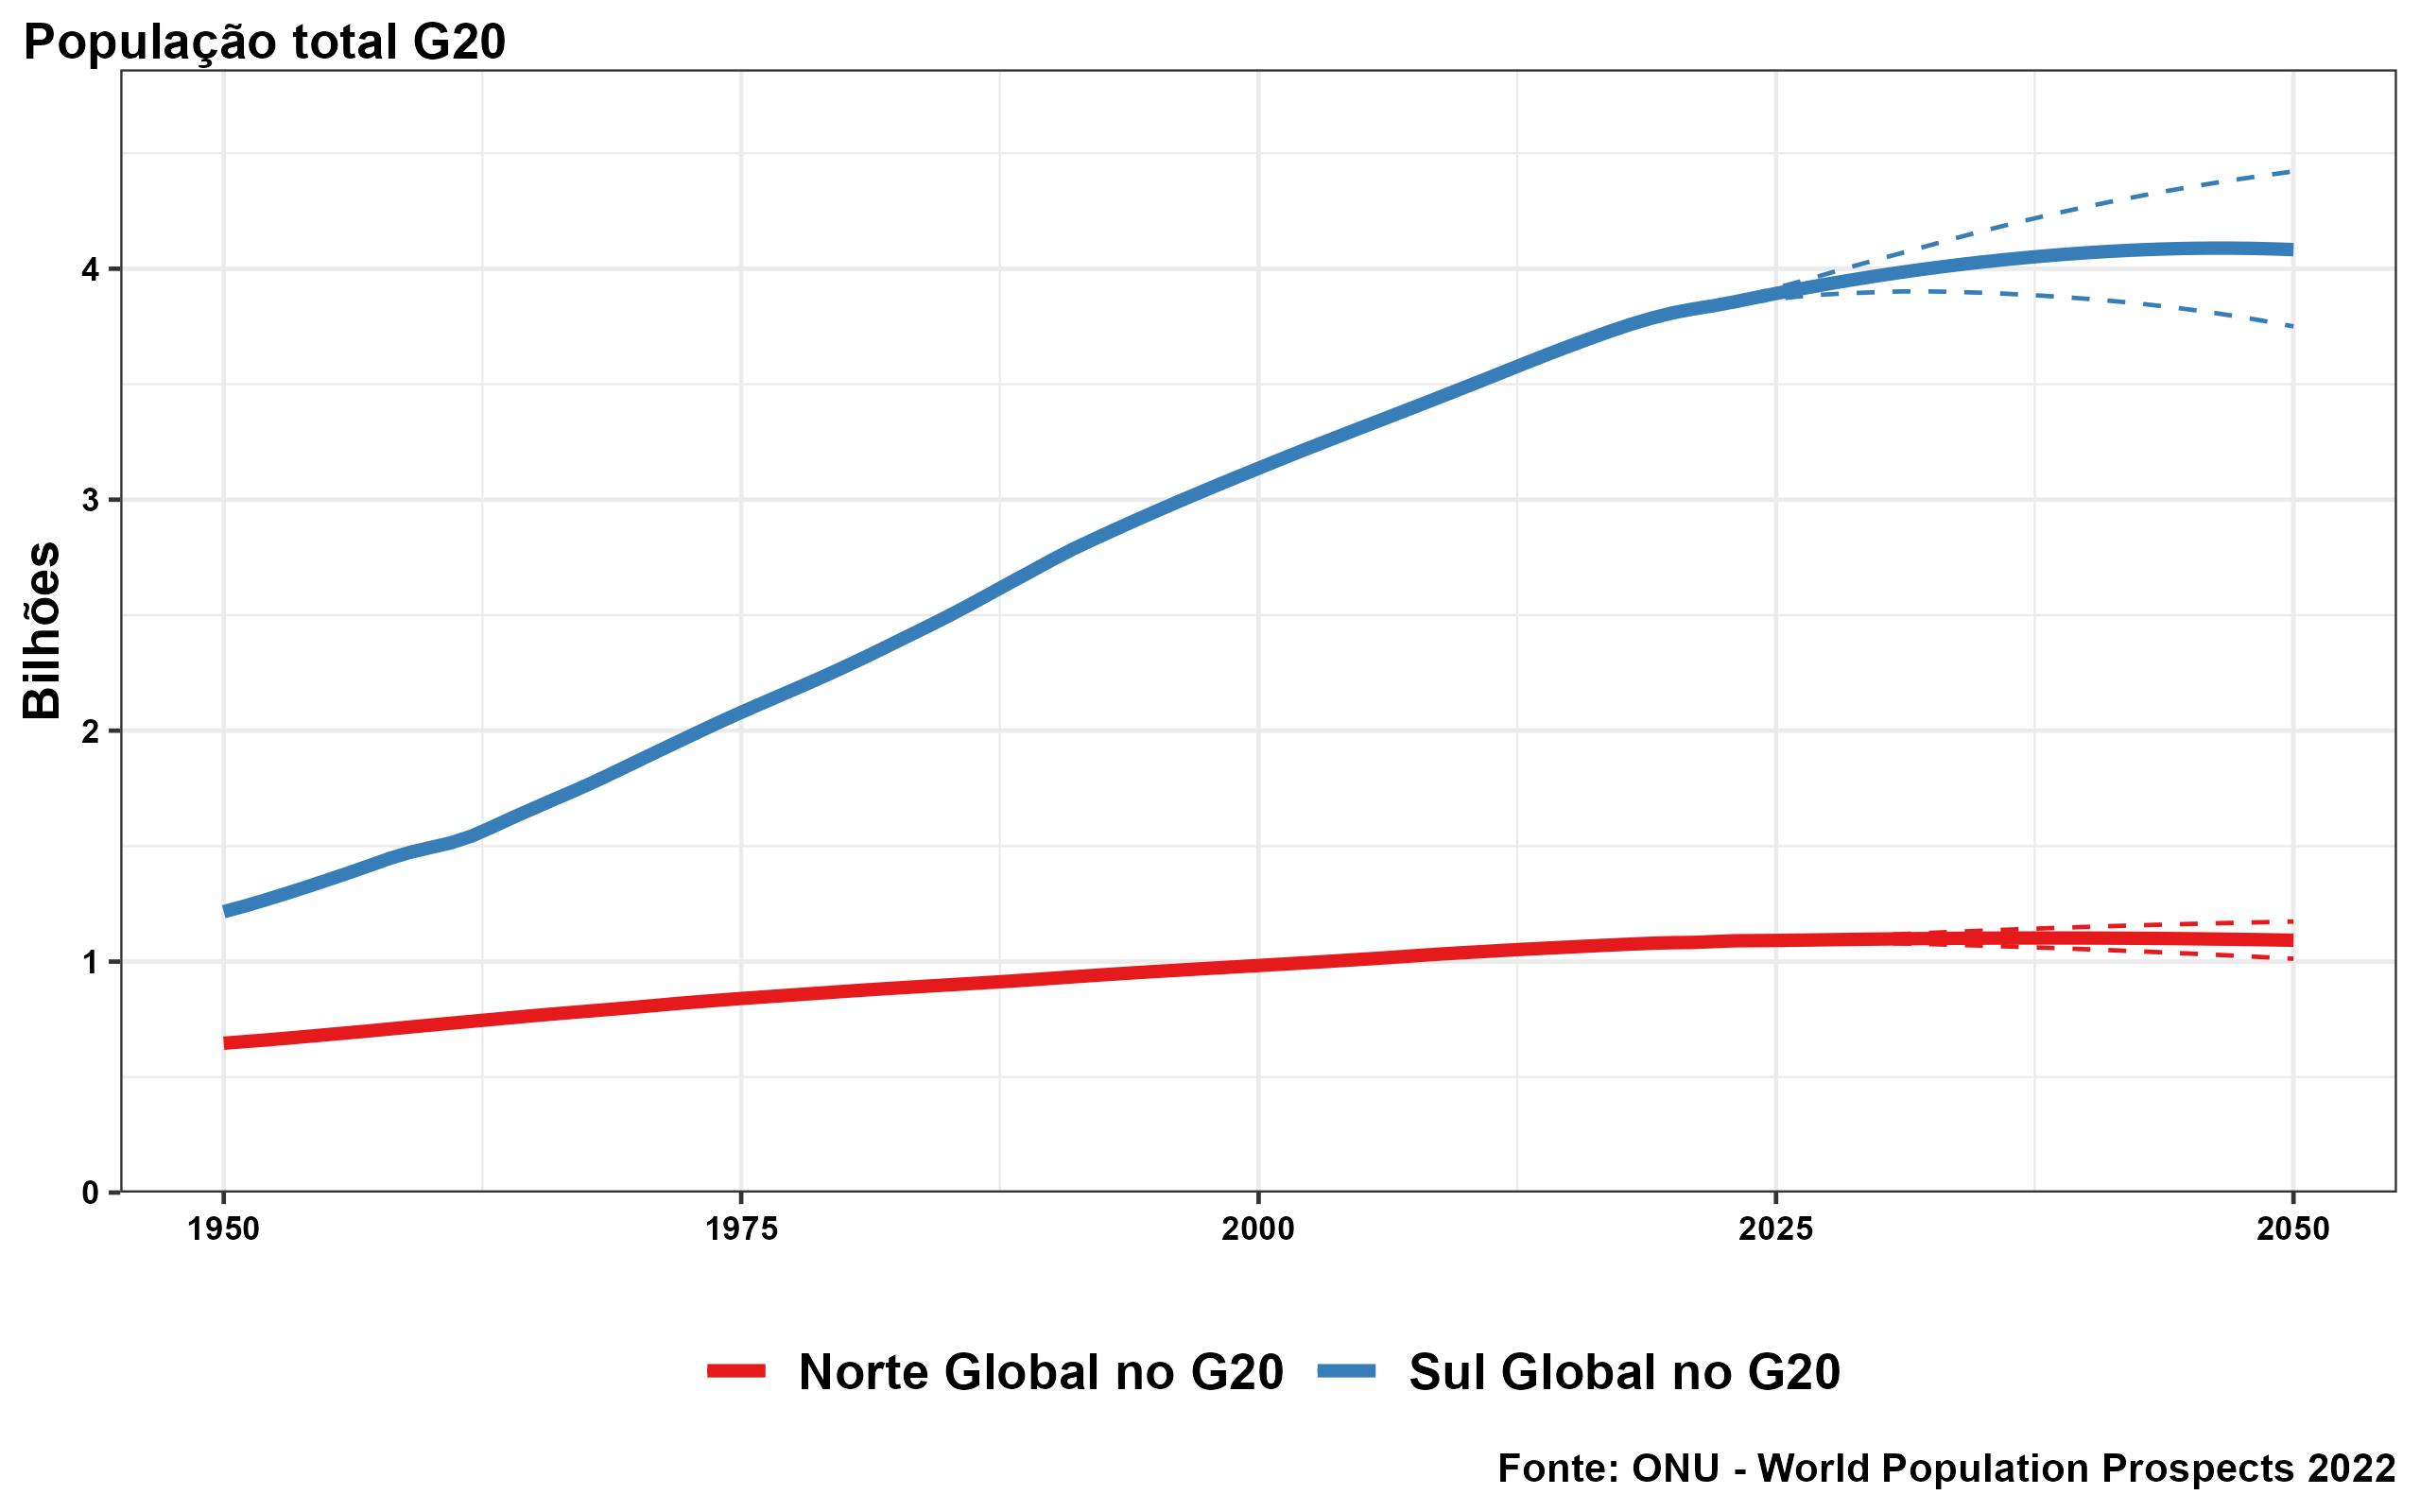 População total G20
Bilhões
4
3
2
1
0
1950 1975 2000 2025 2050
Norte Global no G20 Sul Global no G20
Fonte: ONU - World Population Prospects 2022